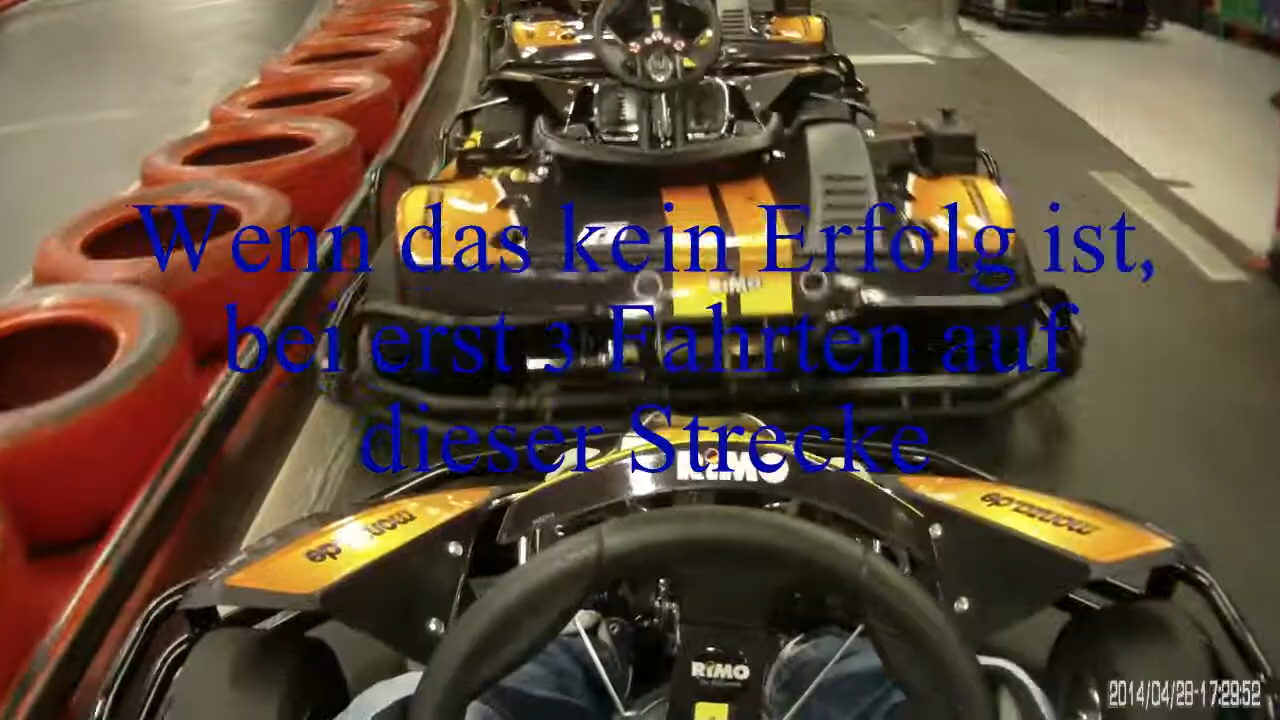 RiMO
Wenn das kein Erfolg ist,
bei erst 3 Fahrten auf
dieser Strecke
RiMO
RiMO
2014/04/28-17:29:52